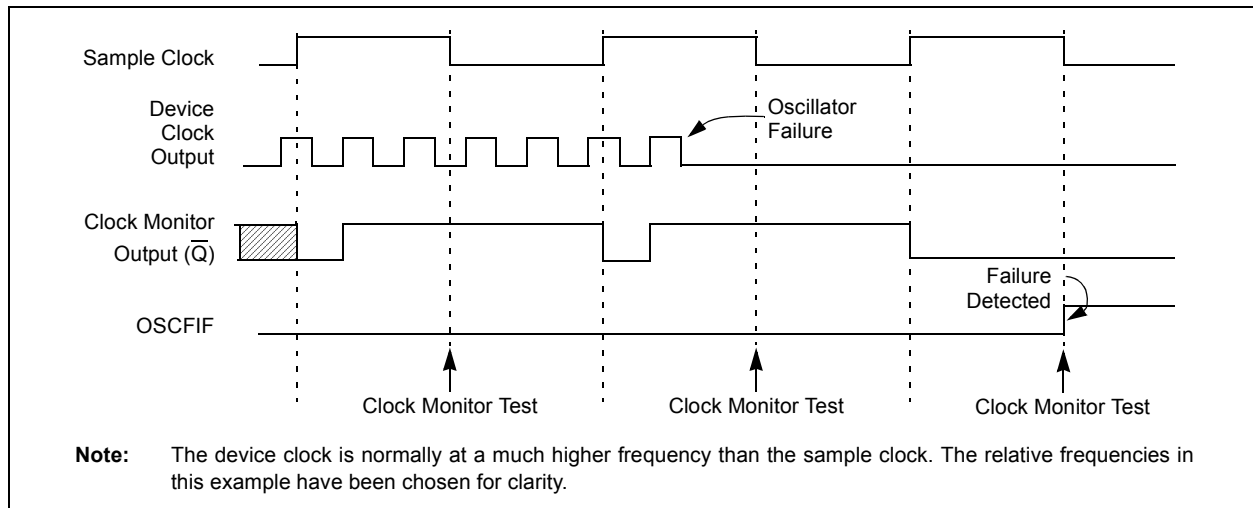 Sample Clock
Device
Clock
Output
Oscillator
Failure
Clock Monitor
Output (Q̅)
Failure
Detected
OSCFIF
Clock Monitor Test
Clock Monitor Test
Clock Monitor Test
Note: The device clock is normally at a much higher frequency than the sample clock. The relative frequencies in
this example have been chosen for clarity.